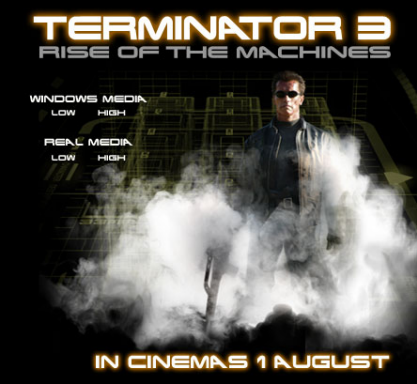 TERMINATOR 3
RISE OF THE MACHINES
WINDOWS MEDIA
LOW HIGH
REAL MEDIA
LOW HIGH
IN CINEMAS 1 AUGUST